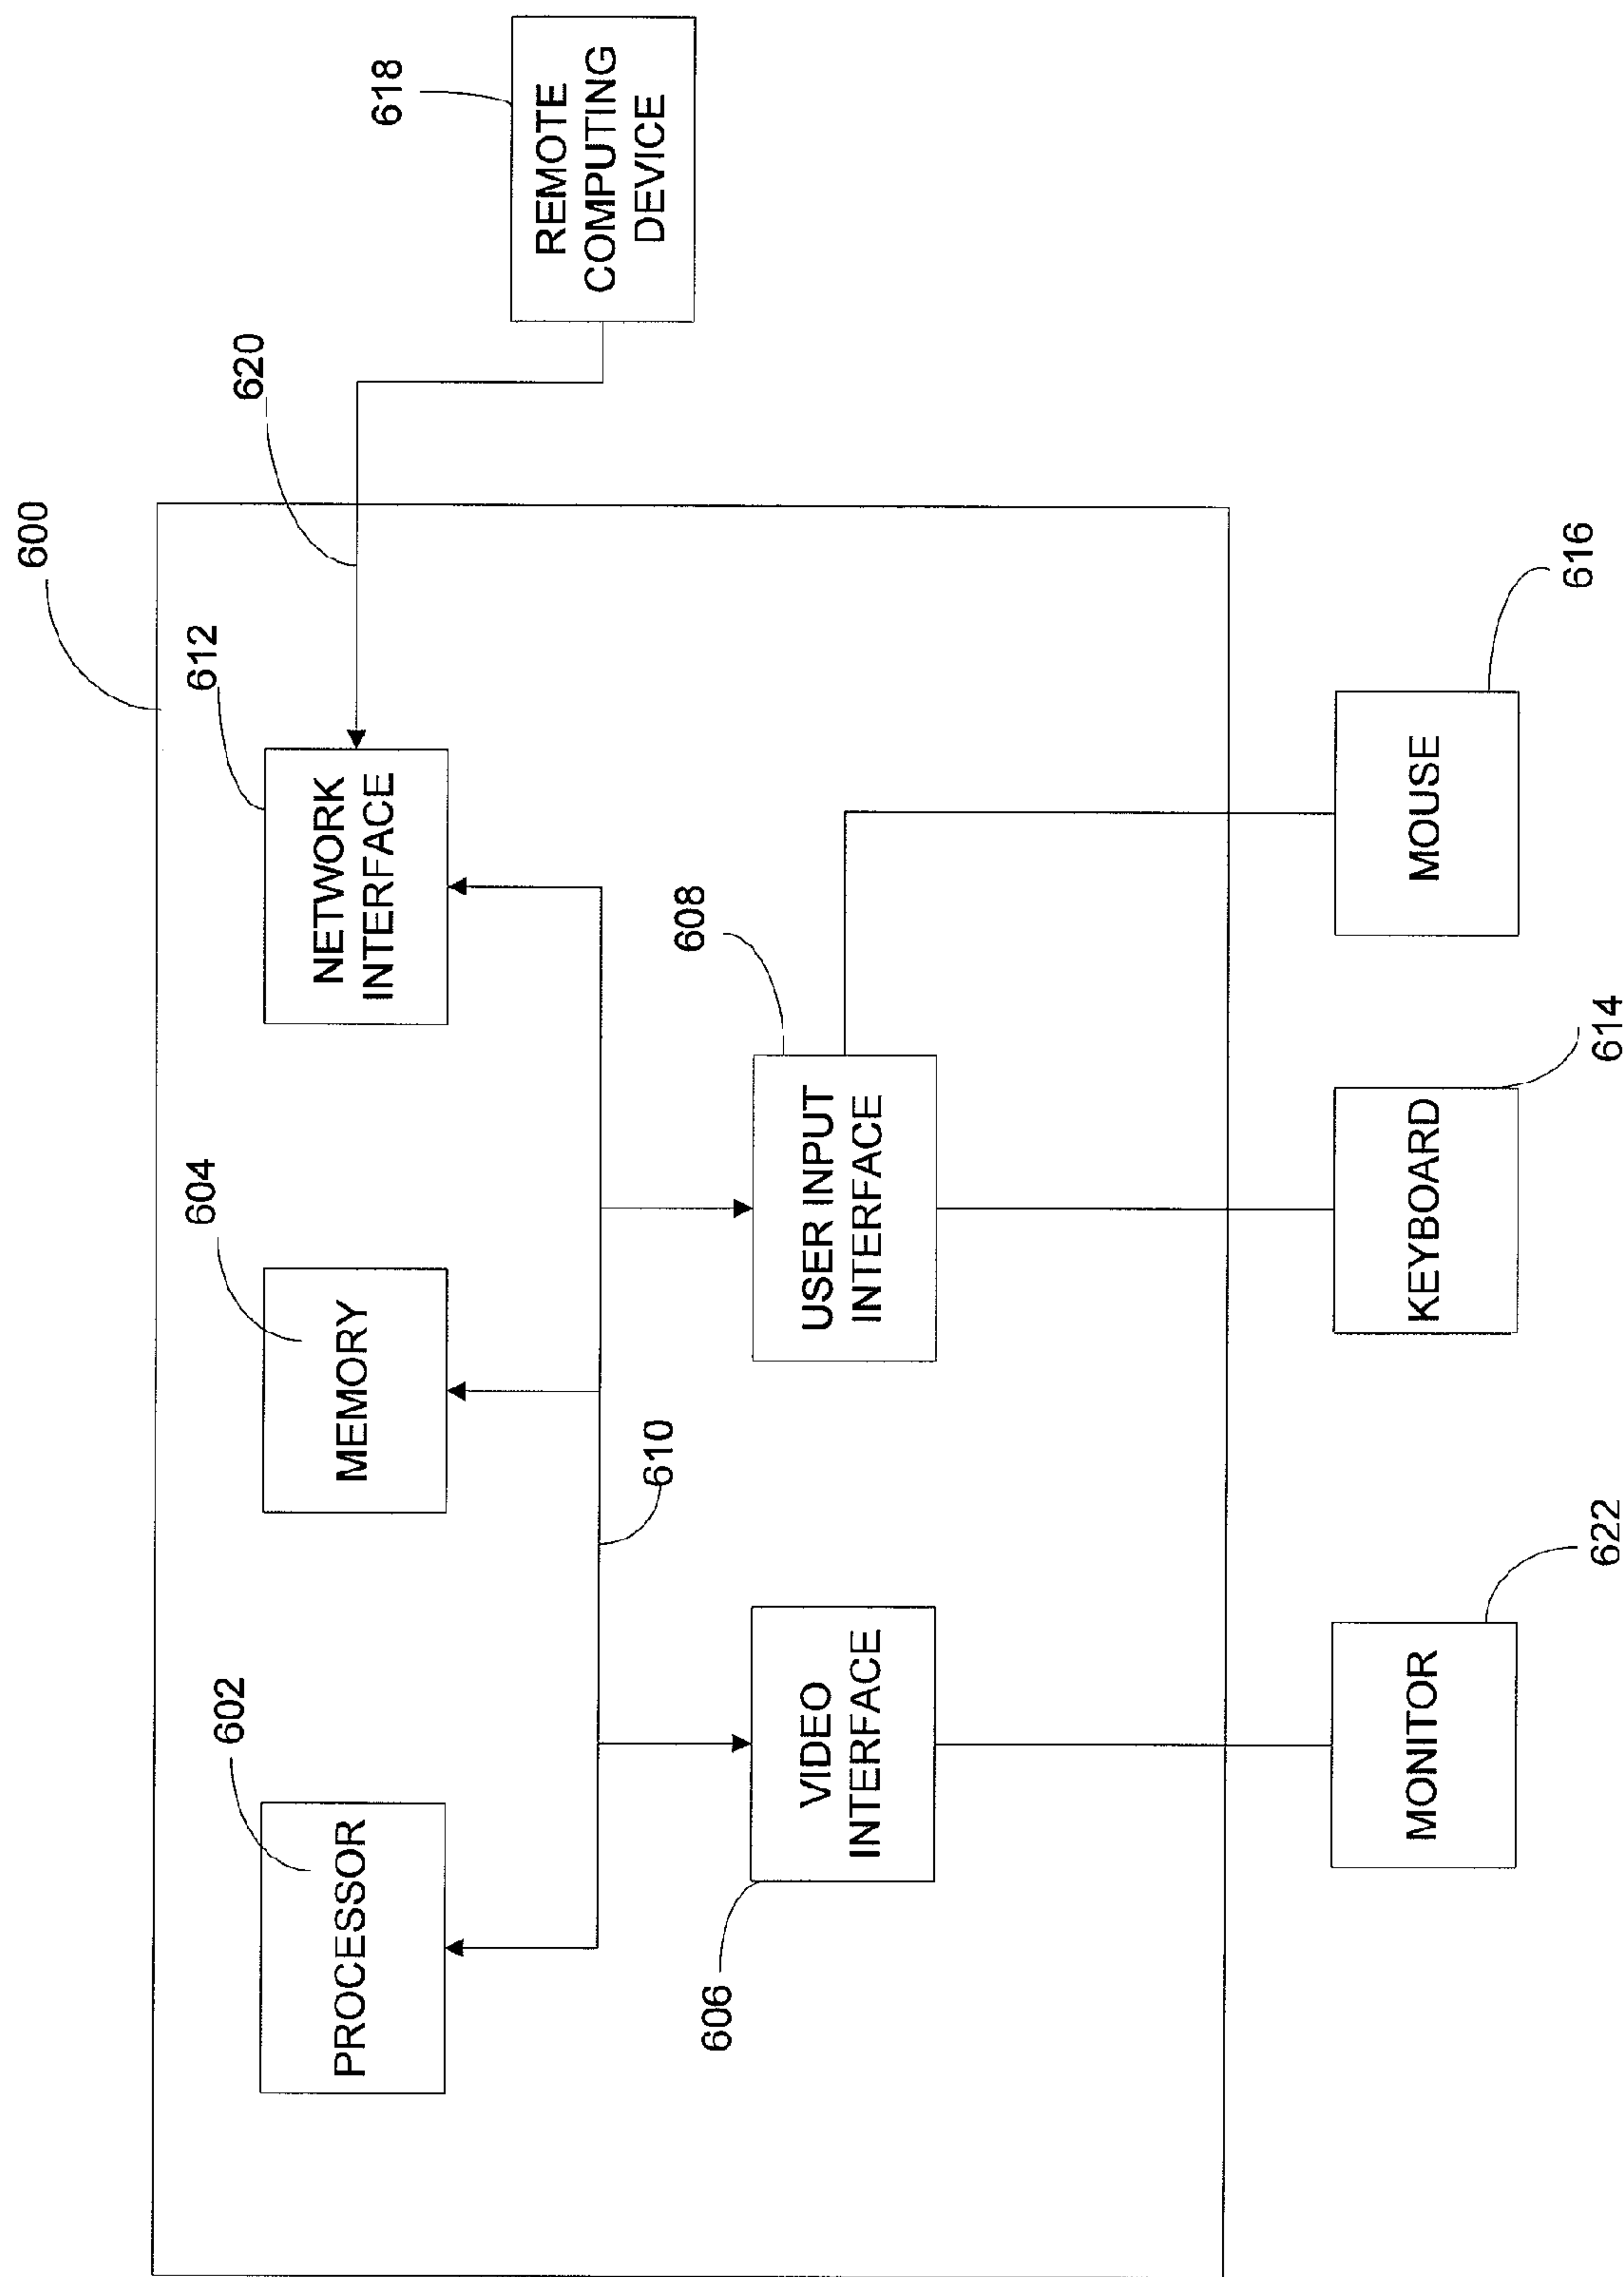 600
602
PROCESSOR
604
MEMORY
612
NETWORK
INTERFACE
620
618
REMOTE
COMPUTING
DEVICE
610
606
VIDEO
INTERFACE
608
USER INPUT
INTERFACE
MONITOR
622
KEYBOARD
614
MOUSE
616